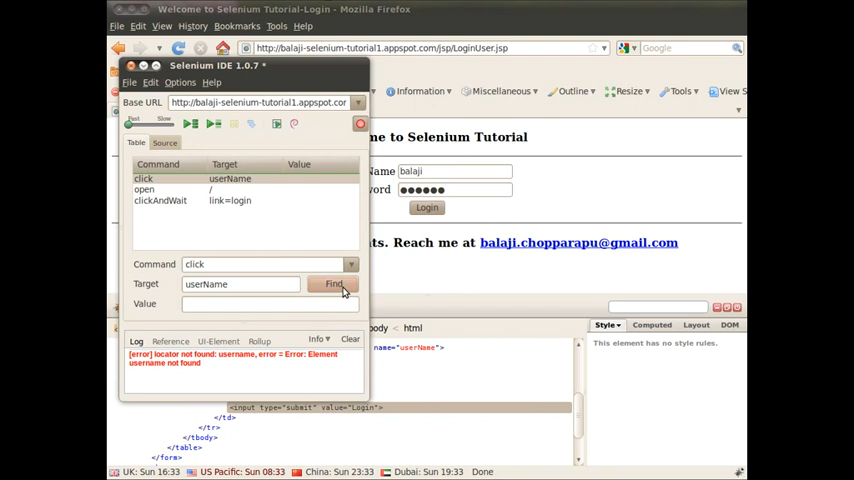 Welcome to Selenium Tutorial-Login - Mozilla Firefox
File Edit View History Bookmarks Tools Help
http://balaji-selenium-tutorial1.appspot.com/jsp/LoginUser.jsp
Google
Selenium IDE 1.0.7 *
File Edit Options Help
Information Miscellaneous Outline Resize Tools View S
Base URL http://balaji-selenium-tutorial1.appspot.cor
Fast Slow
Table Source
me to Selenium Tutorial
Command Target Value
click userName
open /
clickAndWait link=login
Name balaji
word ●●●●●●
Login
ts. Reach me at balaji.chopparapu@gmail.com
Command click
Target userName Find
Value
Log Reference UI-Element Rollup Info Clear
[error] locator not found: username, error = Error: Element
username not found
body < html
Style Computed Layout DOM
name="userName">
This element has no style rules.
<input type="submit" value="Login">
</td>
</tr>
</tbody>
</table>
</form>
UK: Sun 16:33 US Pacific: Sun 08:33 China: Sun 23:33 Dubai: Sun 19:33 Done